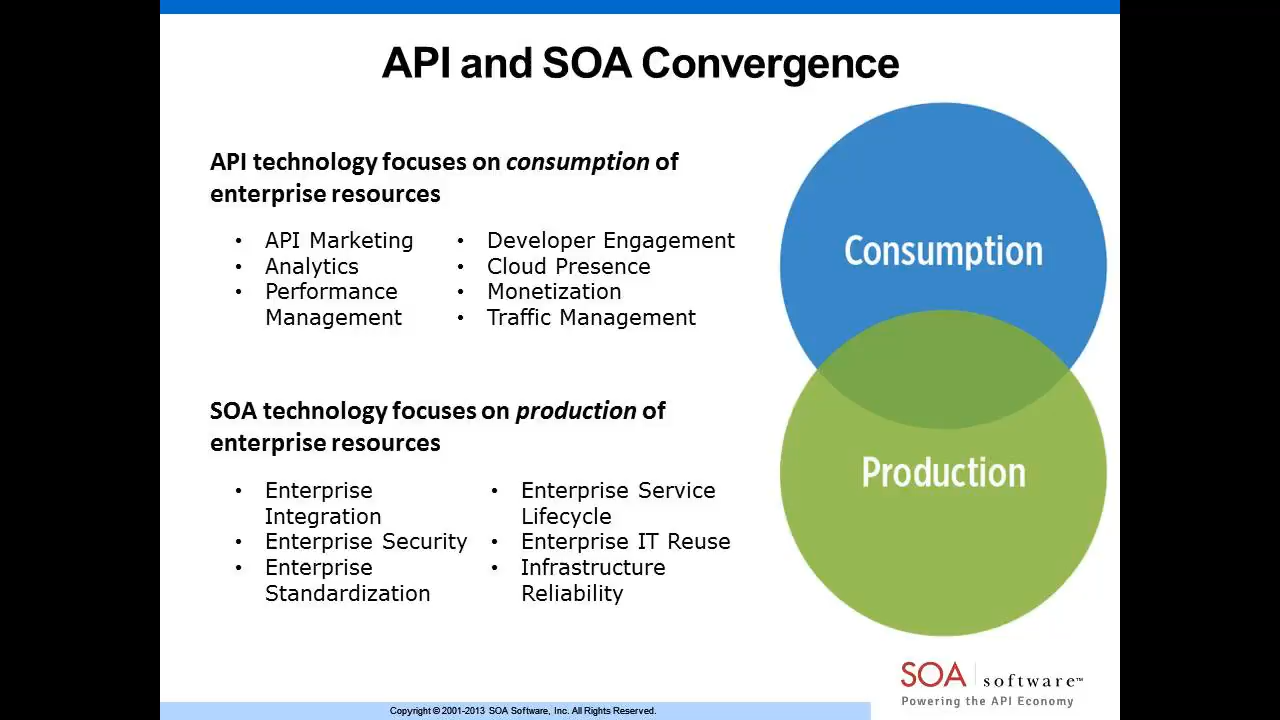 API and SOA Convergence
API technology focuses on consumption of
enterprise resources
• API Marketing
• Analytics
• Performance
Management
• Developer Engagement
• Cloud Presence
• Monetization
• Traffic Management
SOA technology focuses on production of
enterprise resources
• Enterprise
Integration
• Enterprise Security
• Enterprise
Standardization
• Enterprise Service
Lifecycle
• Enterprise IT Reuse
• Infrastructure
Reliability
Consumption
Production
SOA software™
Powering the API Economy
Copyright © 2001-2013 SOA Software, Inc. All Rights Reserved.